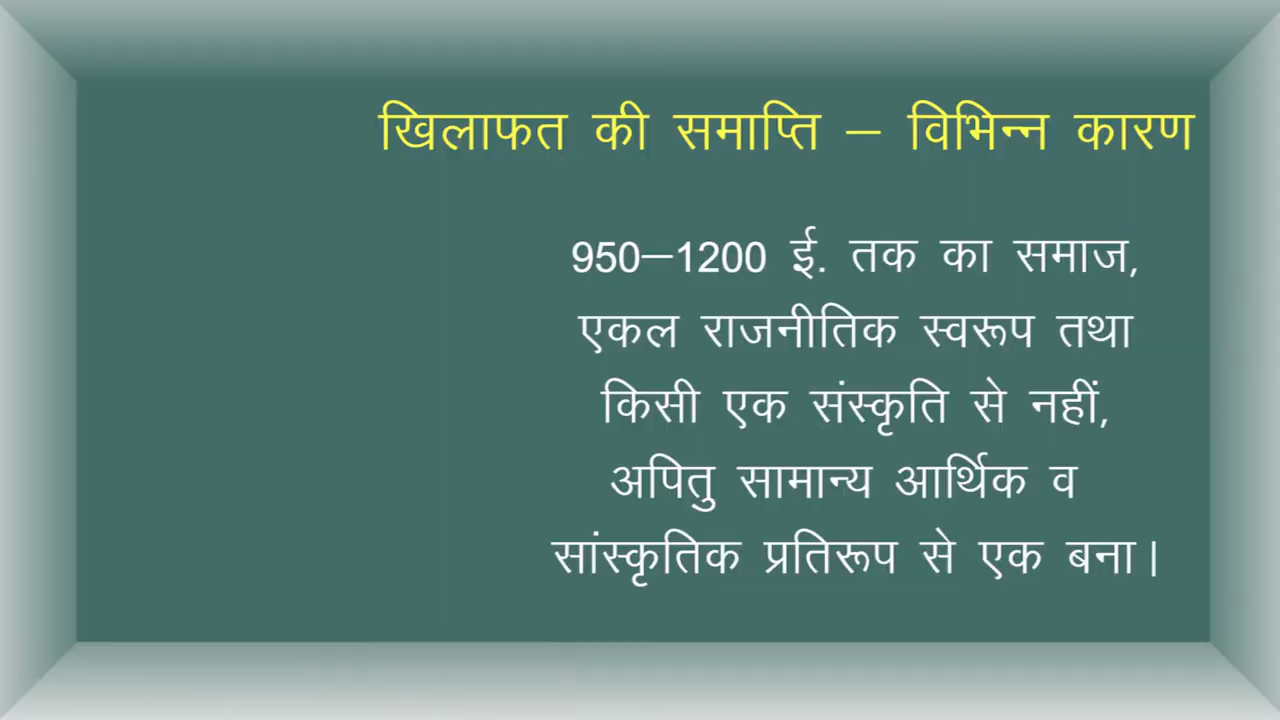 खिलाफत की समाप्ति – विभिन्न कारण
950–1200 ई. तक का समाज,
एकल राजनीतिक स्वरूप तथा
किसी एक संस्कृति से नहीं,
अपितु सामान्य आर्थिक व
सांस्कृतिक प्रतिरूप से एक बना।